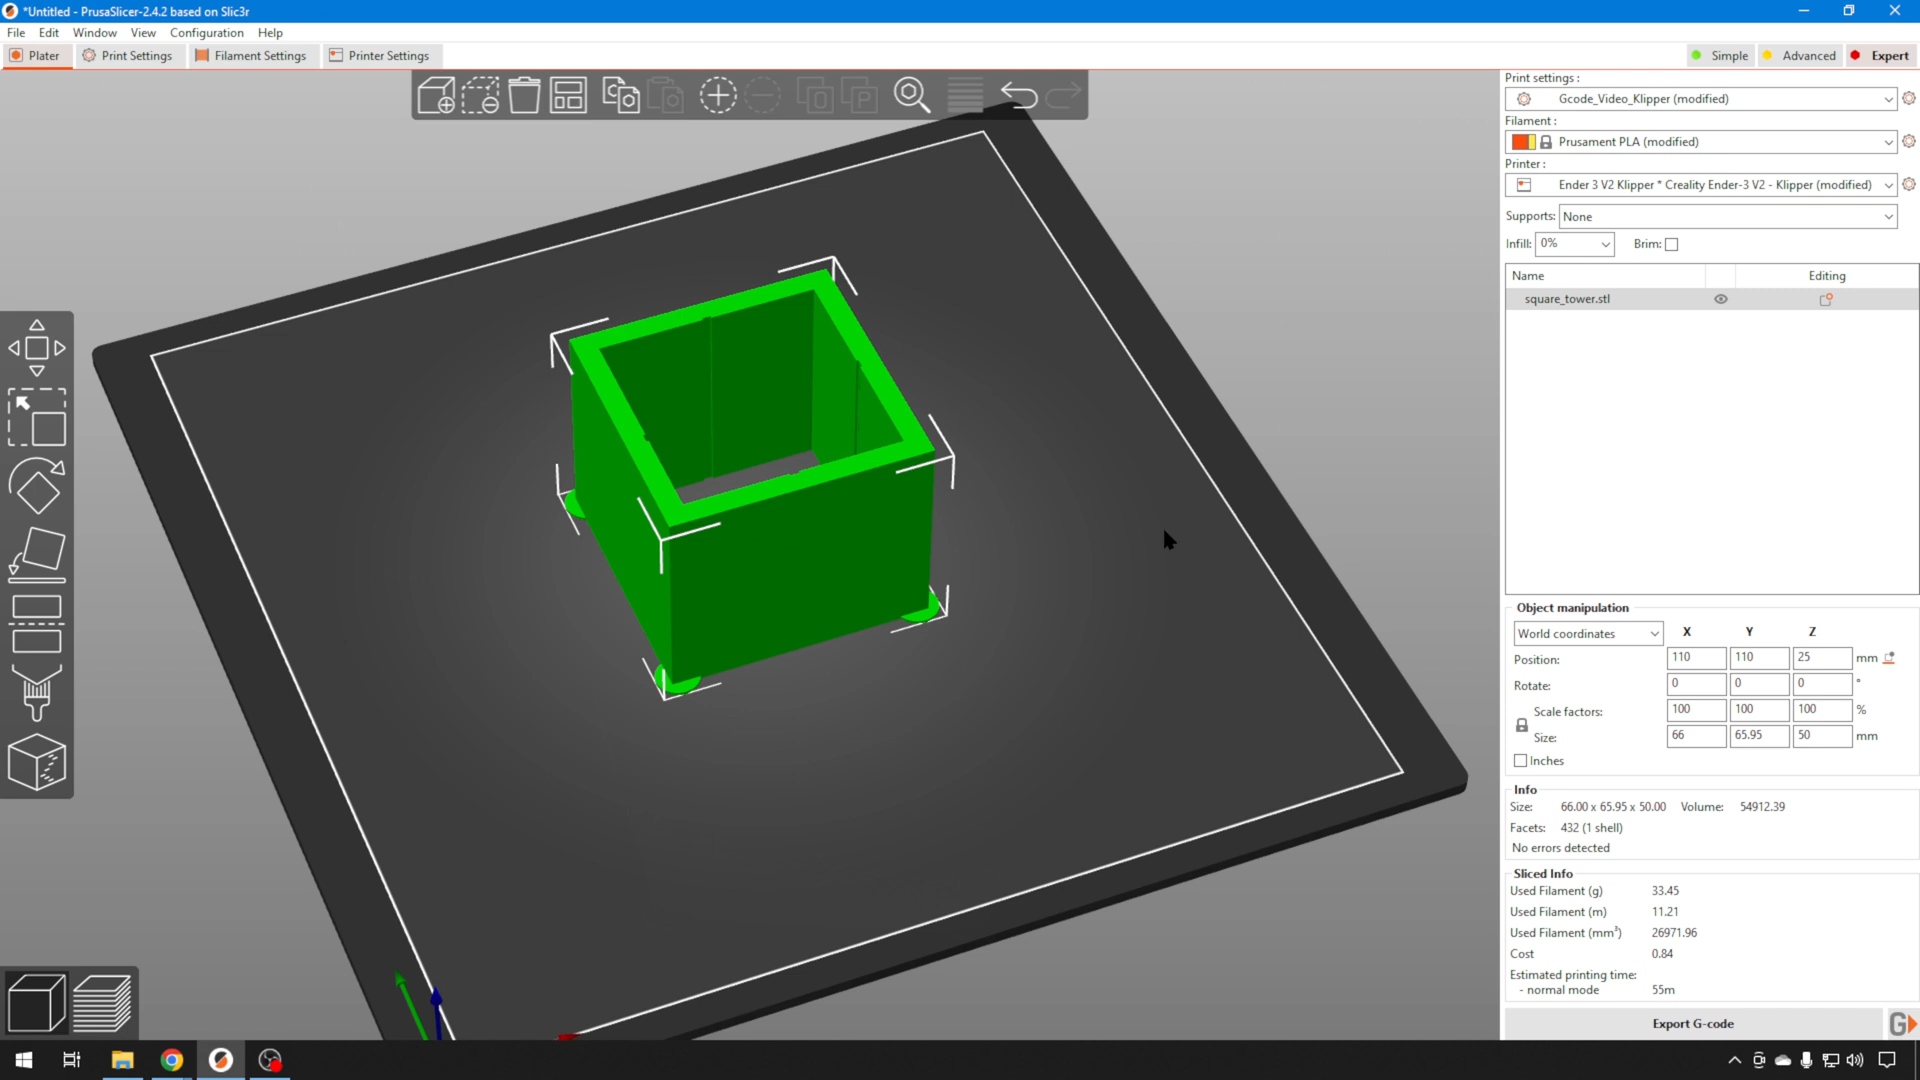 *Untitled - PrusaSlicer-2.4.2 based on Slic3r
File Edit Window View Configuration Help
Plater Print Settings Filament Settings Printer Settings Simple Advanced Expert
Print settings :
Gcode_Video_Klipper (modified)
Filament :
Prusament PLA (modified)
Printer :
Ender 3 V2 Klipper * Creality Ender-3 V2 - Klipper (modified)
Supports: None
Infill: 0% Brim:
Name Editing
square_tower.stl
Object manipulation
World coordinates X Y Z
Position: 110 110 25 mm
Rotate: 0 0 0 °
Scale factors: 100 100 100 %
Size: 66 65.95 50 mm
Inches
Info
Size: 66.00 x 65.95 x 50.00 Volume: 54912.39
Facets: 432 (1 shell)
No errors detected
Sliced Info
Used Filament (g) 33.45
Used Filament (m) 11.21
Used Filament (mm³) 26971.96
Cost 0.84
Estimated printing time:
- normal mode 55m
Export G-code G